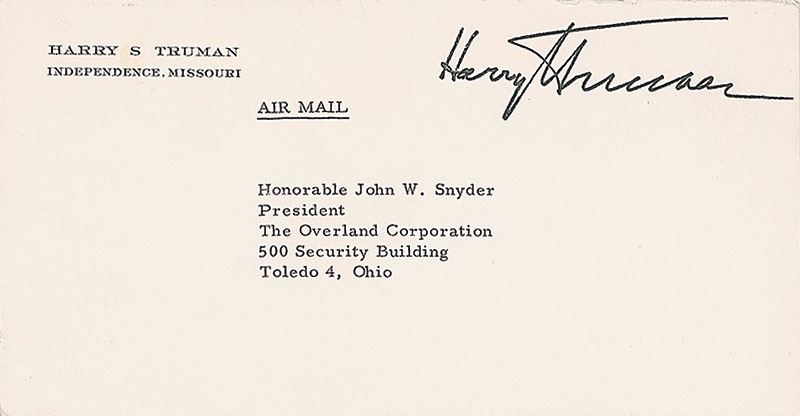 HARRY S TRUMAN
INDEPENDENCE, MISSOURI
Harry Truman
AIR MAIL
Honorable John W. Snyder
President
The Overland Corporation
500 Security Building
Toledo 4, Ohio